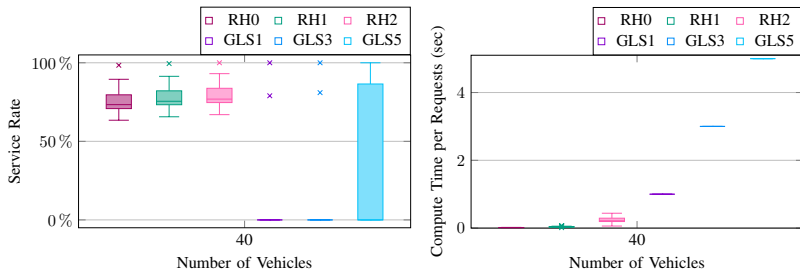 RH0 RH1 RH2
GLS1 GLS3 GLS5
100 %
50 %
0 %
Service Rate
40
Number of Vehicles
RH0 RH1 RH2
GLS1 GLS3 GLS5
4
2
0
Compute Time per Requests (sec)
40
Number of Vehicles